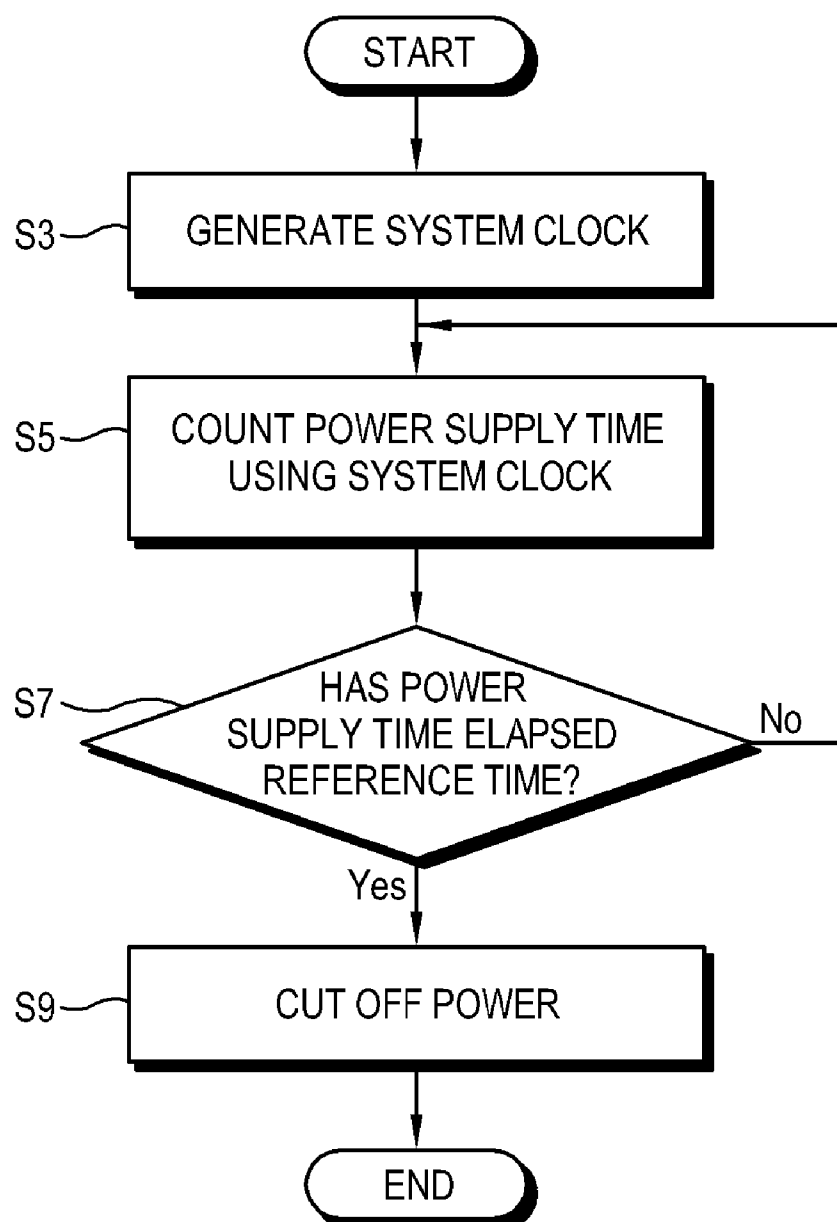 START
S3
GENERATE SYSTEM CLOCK
S5
COUNT POWER SUPPLY TIME
USING SYSTEM CLOCK
S7
HAS POWER
SUPPLY TIME ELAPSED
REFERENCE TIME?
No
Yes
S9
CUT OFF POWER
END